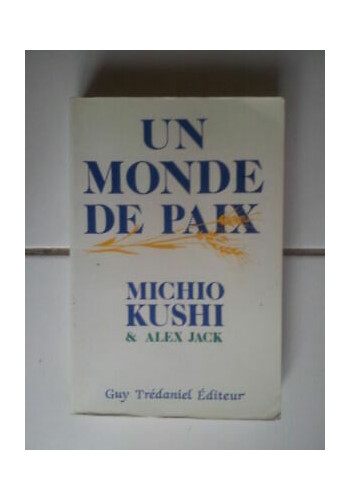 UN
MONDE
DE PAIX
MICHIO
KUSHI
& ALEX JACK
Guy Trédaniel Éditeur